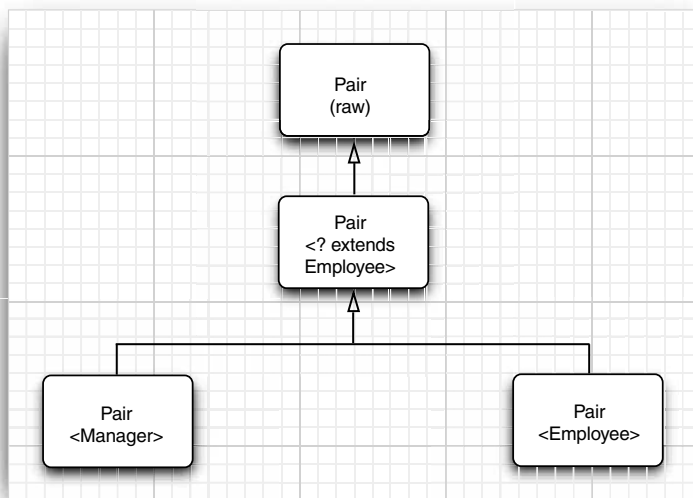 Pair
(raw)
Pair
<? extends
Employee>
Pair
<Manager>
Pair
<Employee>